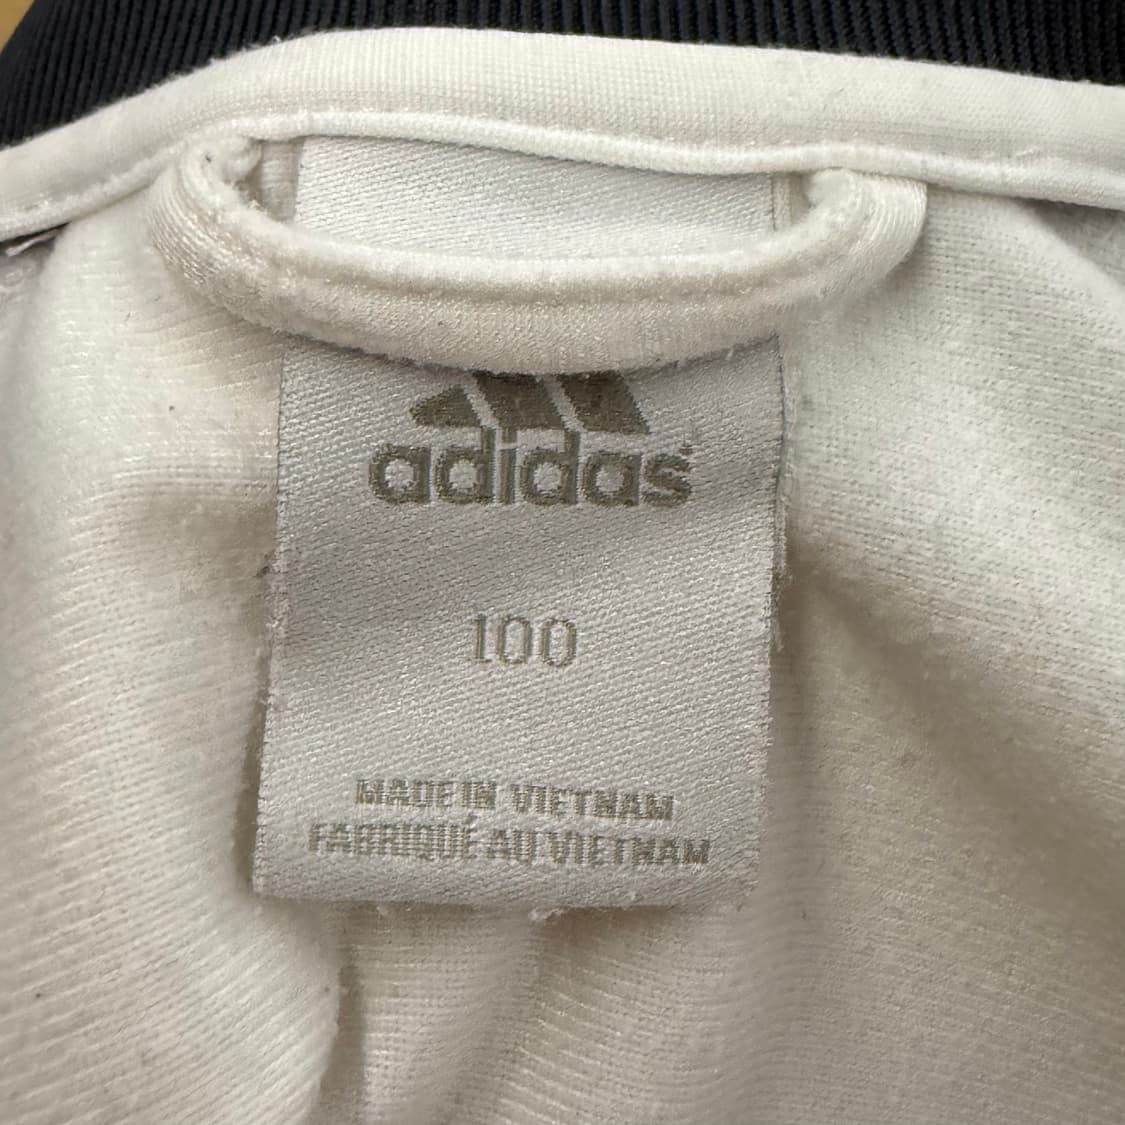 adidas®
100
MADE IN VIETNAM
FABRIQUÉ AU VIETNAM